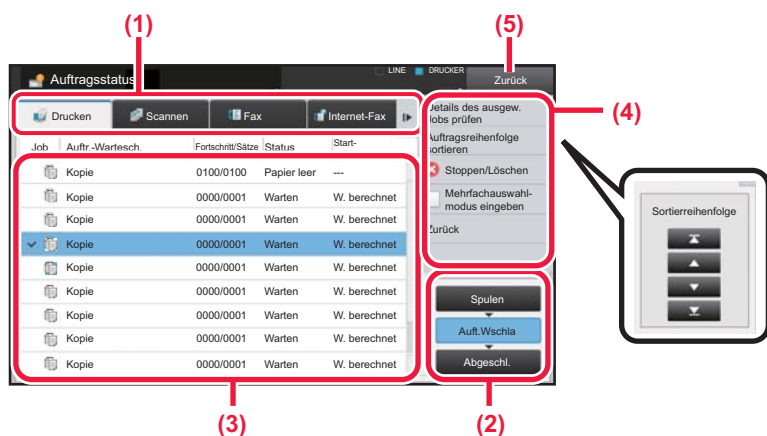 (1)
(5)
Auftragsstatus
LINE
DRUCKER
Zurück
Drucken
Scannen
Fax
Internet-Fax
Details des ausgew.
Jobs prüfen
(4)
Auftragsreihenfolge
sortieren
Job Auftr.-Wartesch. Fortschritt/Sätze Status Start-
Kopie 0100/0100 Papier leer ---
Stoppen/Löschen
Kopie 0000/0001 Warten W. berechnet
Mehrfachauswahl-
modus eingeben
Kopie 0000/0001 Warten W. berechnet
Zurück
Sortierreihenfolge
Kopie 0000/0001 Warten W. berechnet
Kopie 0000/0001 Warten W. berechnet
Kopie 0000/0001 Warten W. berechnet
Spulen
Kopie 0000/0001 Warten W. berechnet
Auft.Wschla
Kopie 0000/0001 Warten W. berechnet
Kopie 0000/0001 Warten W. berechnet
Abgeschl.
(3)
(2)